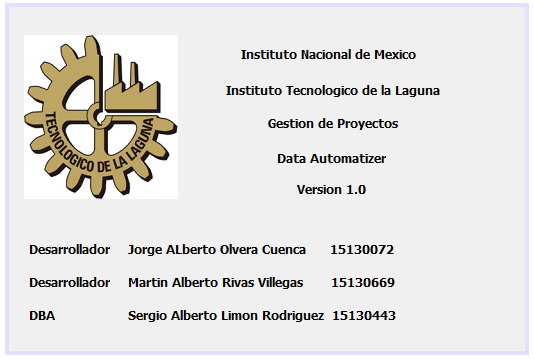 Instituto Nacional de Mexico
Instituto Tecnologico de la Laguna
Gestion de Proyectos
Data Automatizer
Version 1.0
TECNOLOGICO DE LA LAGUNA
Desarrollador Jorge ALberto Olvera Cuenca 15130072
Desarrollador Martin Alberto Rivas Villegas 15130669
DBA Sergio Alberto Limon Rodriguez 15130443